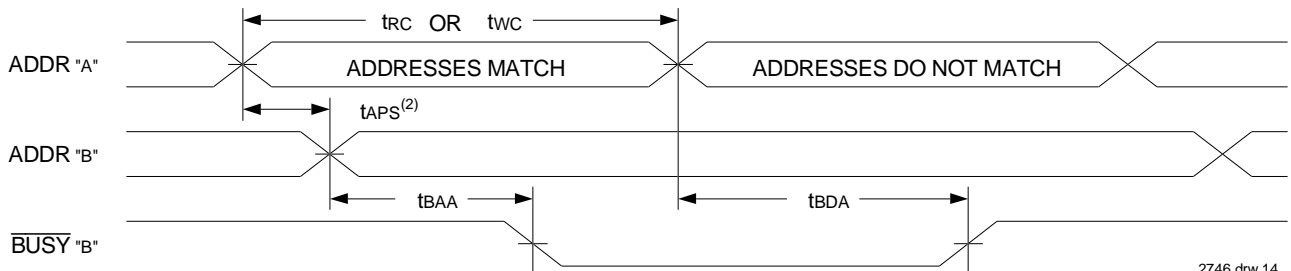 tRC OR tWC
ADDR "A"
ADDRESSES MATCH
ADDRESSES DO NOT MATCH
tAPS(2)
ADDR "B"
tBAA
tBDA
BUSY "B"
2746 drw 14